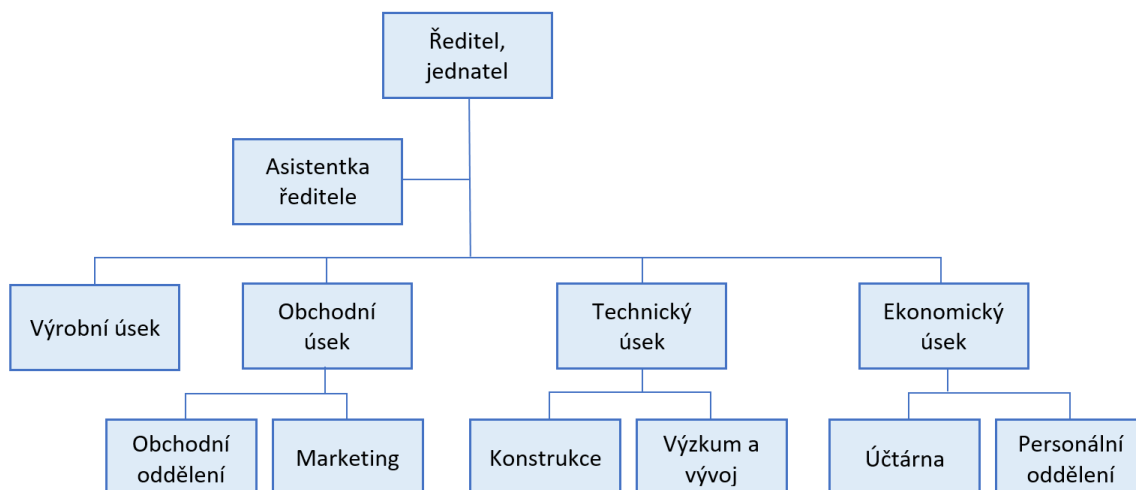 Ředitel,
jednatel
Asistentka
ředitele
Výrobní úsek
Obchodní
úsek
Technický
úsek
Ekonomický
úsek
Obchodní
oddělení
Marketing
Konstrukce
Výzkum a
vývoj
Účtárna
Personální
oddělení